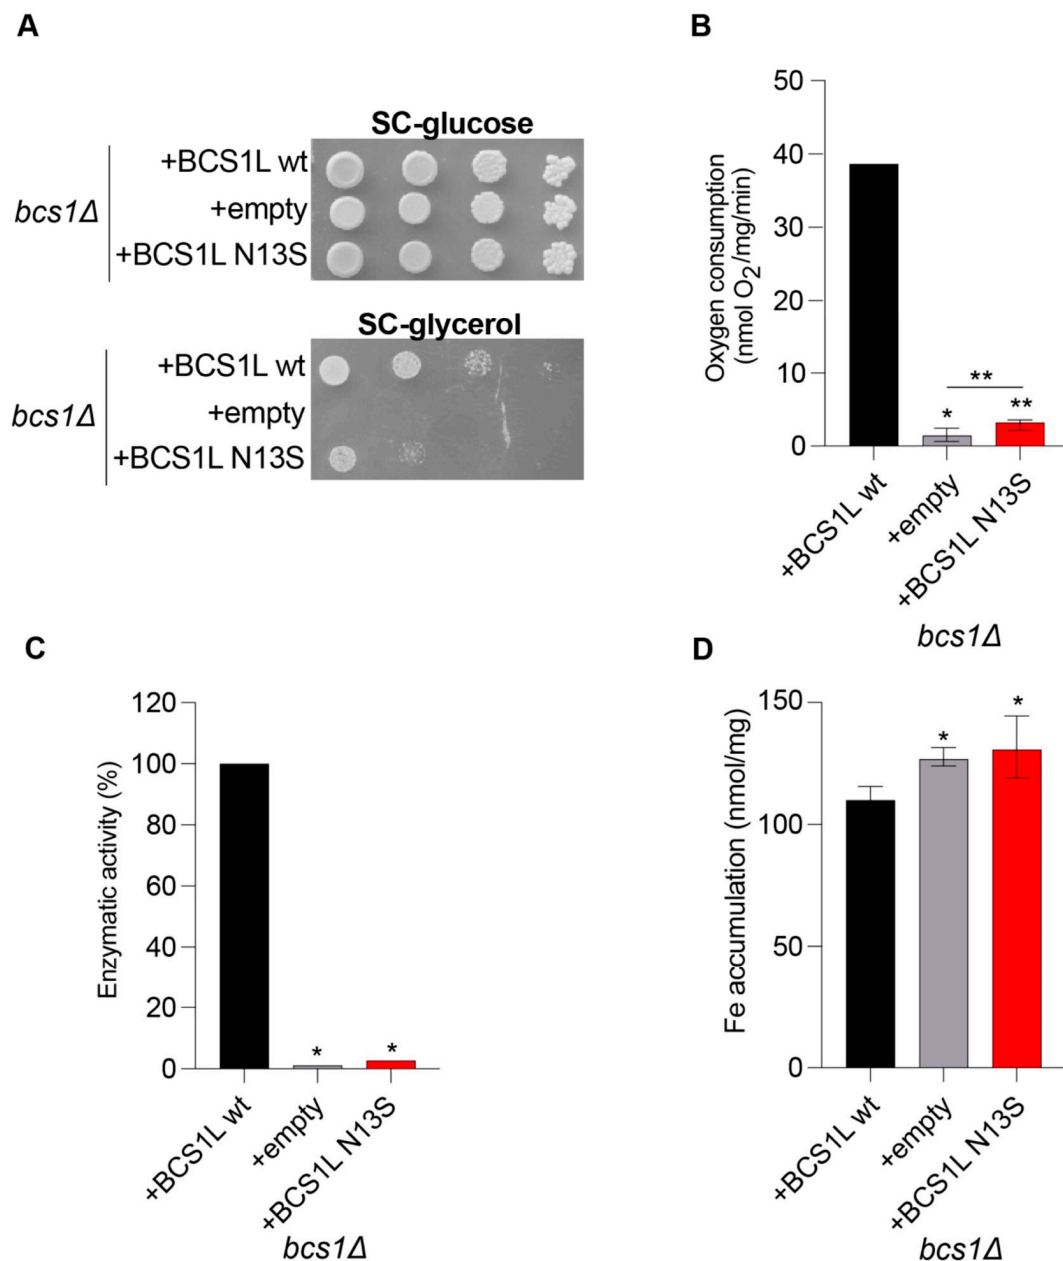 A
SC-glucose
+BCS1L wt
bcs1Δ
+empty
+BCS1L N13S
SC-glycerol
+BCS1L wt
bcs1Δ
+empty
+BCS1L N13S
B
Oxygen consumption
(nmol O2/mg/min)
50
40
30
20
10
0
**
*
**
+BCS1L wt
+empty
+BCS1L N13S
bcs1Δ
C
Enzymatic activity (%)
120
100
80
60
40
20
0
*
*
+BCS1L wt
+empty
+BCS1L N13S
bcs1Δ
D
Fe accumulation (nmol/mg)
150
100
50
0
*
*
+BCS1L wt
+empty
+BCS1L N13S
bcs1Δ